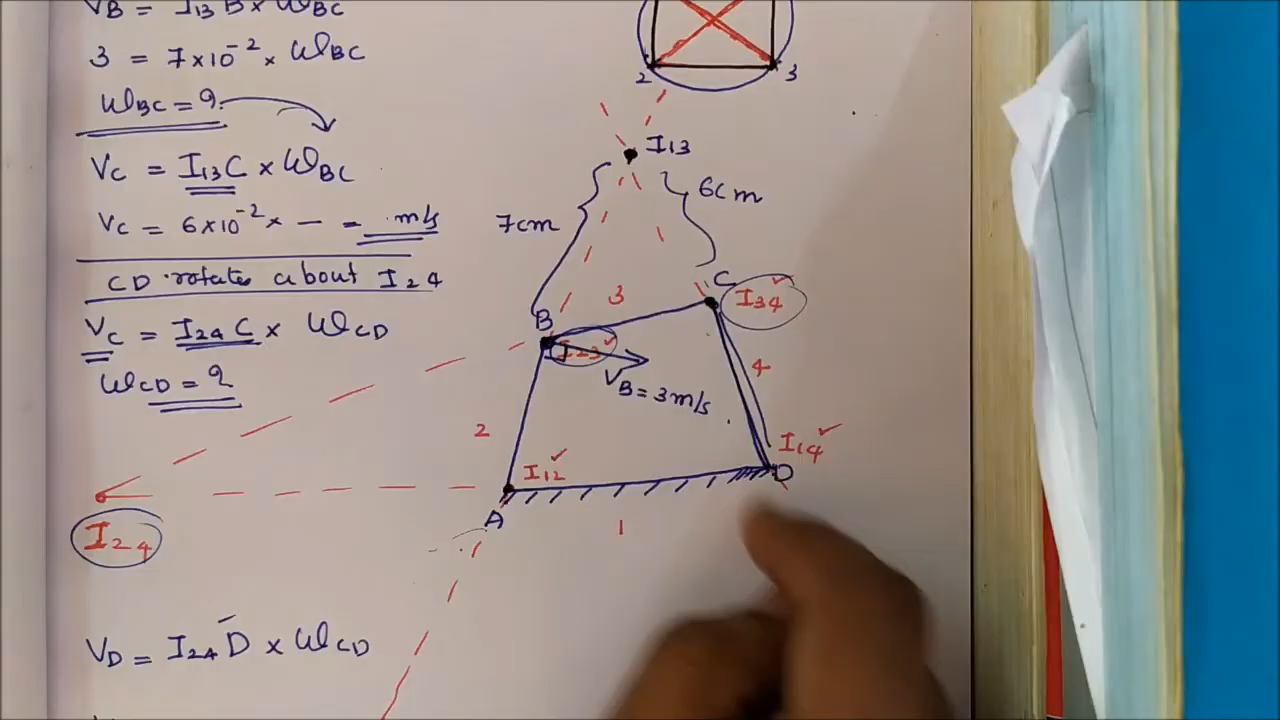 VB = I13 B × ωBC
3 = 7×10⁻² × ωBC
ωBC = ?
VC = I13C × ωBC
VC = 6×10⁻² × — = m/s
CD rotates about I24
VC = I24 C × ωCD
ωCD = ?
I24
VD = I24 D × ωCD
2
3
I13
7cm
6cm
3
C
I34
B
I23
VB = 3m/s
4
2
I12
I14
D
A
1